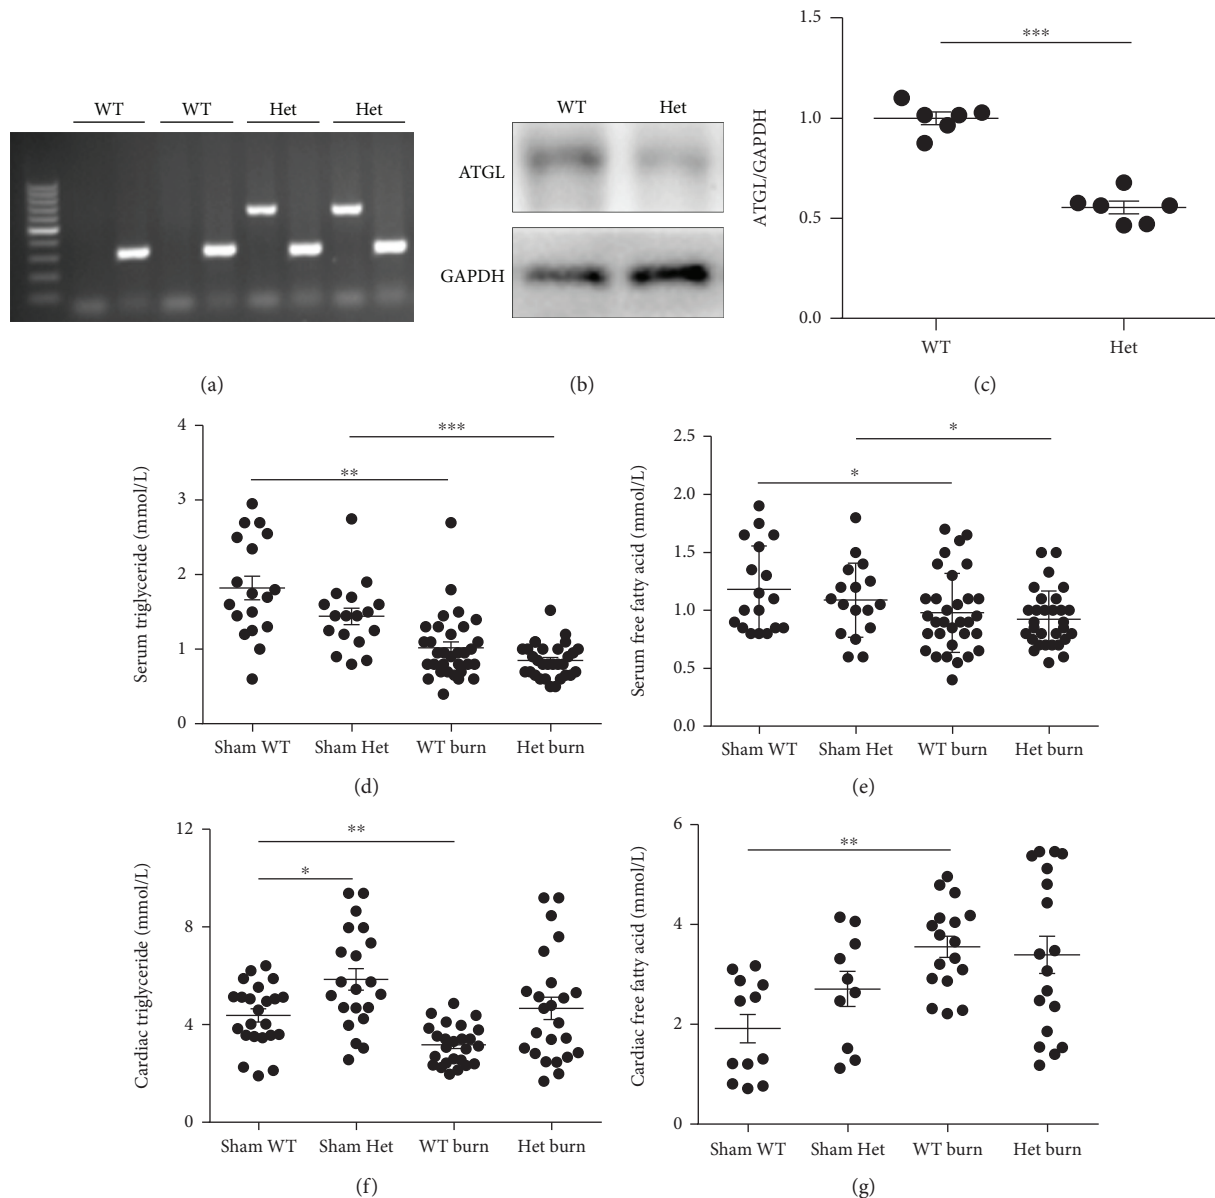 WT WT Het Het
(a)
WT Het
ATGL
GAPDH
(b)
ATGL/GAPDH
1.5
1.0
0.5
0.0
***
WT Het
(c)
Serum triglyceride (mmol/L)
4
3
2
1
0
***
**
Sham WT Sham Het WT burn Het burn
(d)
Serum free fatty acid (mmol/L)
2.5
2.0
1.5
1.0
0.5
0.0
*
*
Sham WT Sham Het WT burn Het burn
(e)
Cardiac triglyceride (mmol/L)
12
8
4
0
**
*
Sham WT Sham Het WT burn Het burn
(f)
Cardiac free fatty acid (mmol/L)
6
4
2
0
**
Sham WT Sham Het WT burn Het burn
(g)